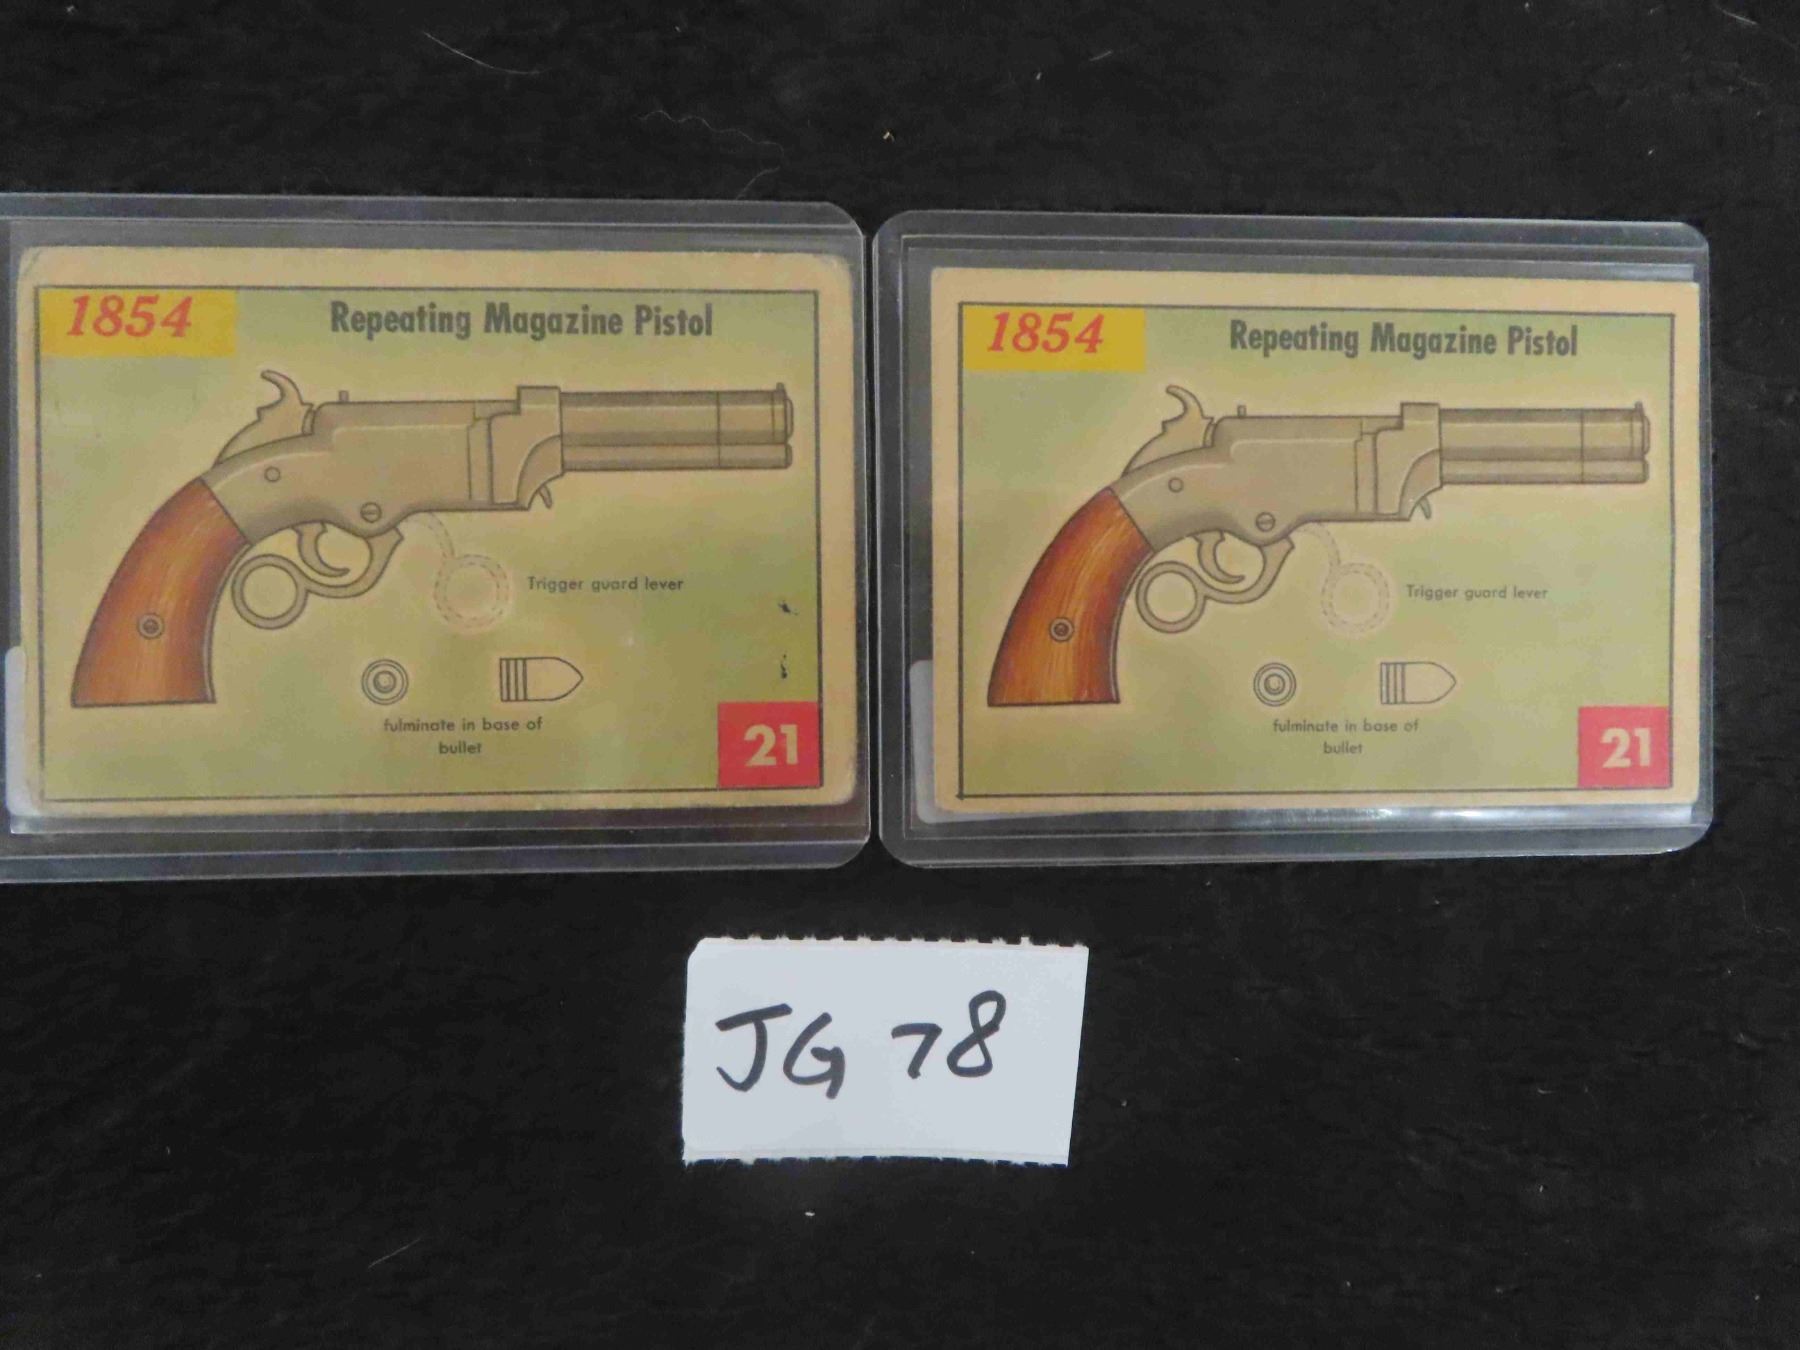 1854 Repeating Magazine Pistol
Trigger guard lever
fulminate in base of
bullet
21
1854 Repeating Magazine Pistol
Trigger guard lever
fulminate in base of
bullet
21
JG 78